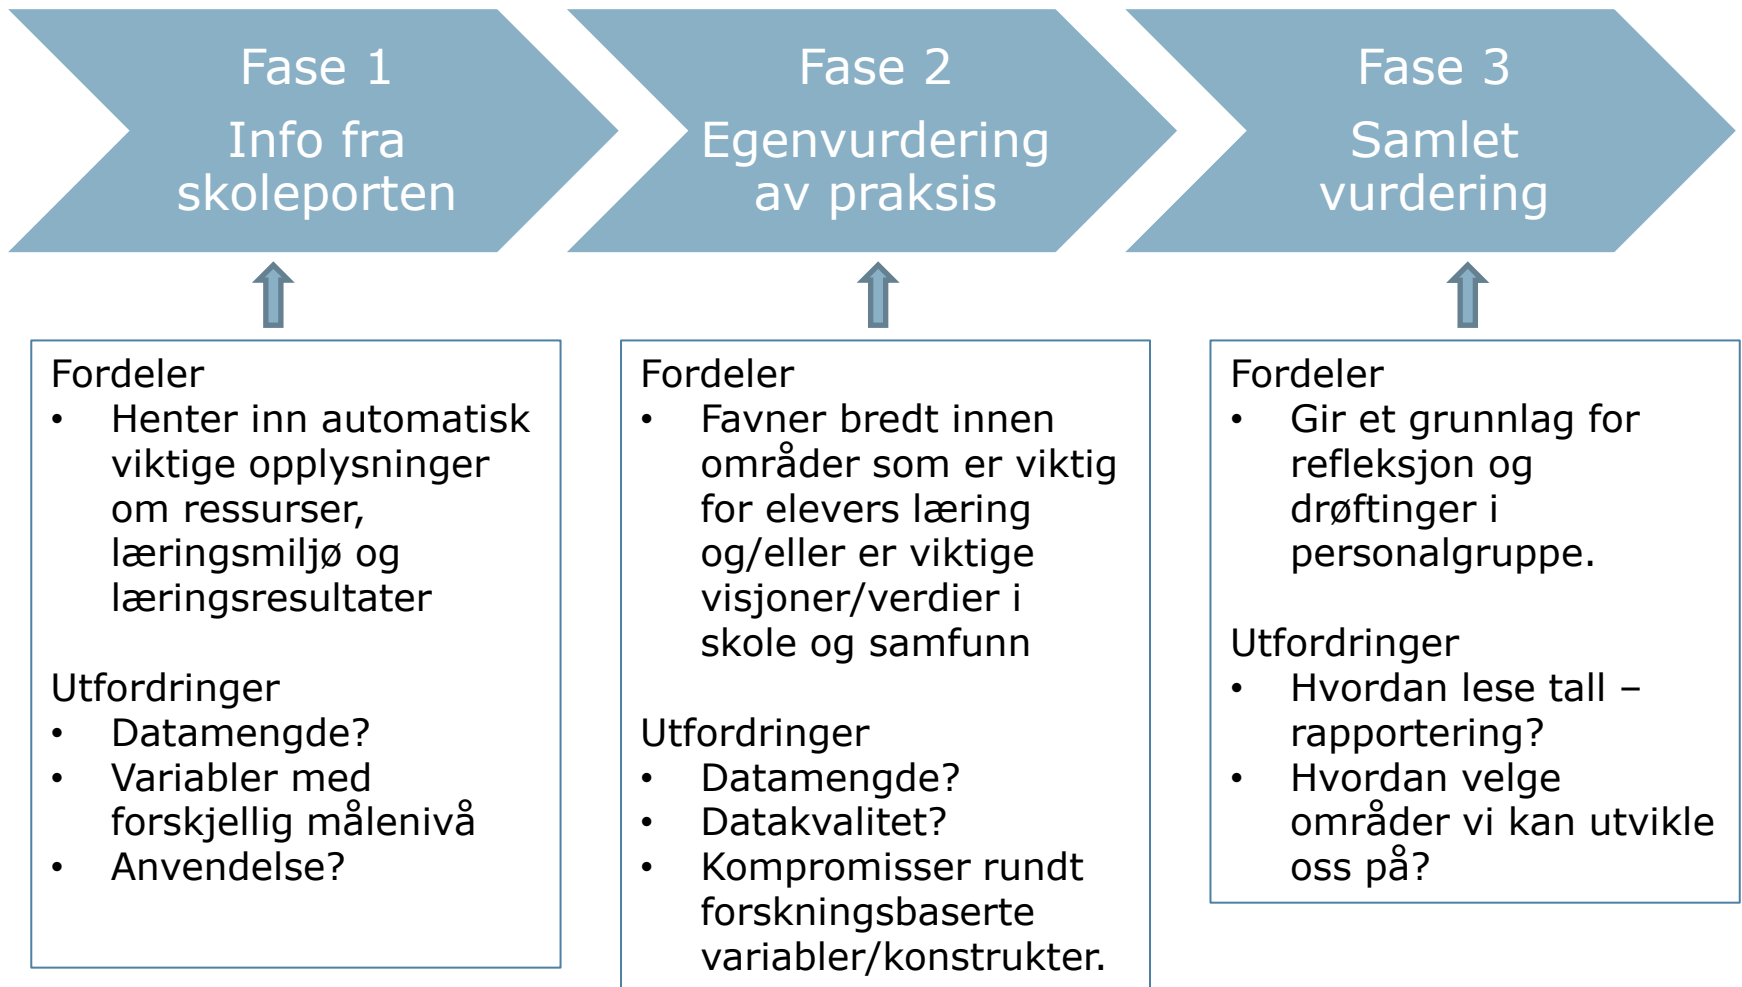 Fase 1
Info fra
skoleporten
Fase 2
Egenvurdering
av praksis
Fase 3
Samlet
vurdering
Fordeler
• Henter inn automatisk
viktige opplysninger
om ressurser,
læringsmiljø og
læringsresultater
Utfordringer
• Datamengde?
• Variabler med
forskjellig målenivå
• Anvendelse?
Fordeler
• Favner bredt innen
områder som er viktig
for elevers læring
og/eller er viktige
visjoner/verdier i
skole og samfunn
Utfordringer
• Datamengde?
• Datakvalitet?
• Kompromisser rundt
forskningsbaserte
variabler/konstrukter.
Fordeler
• Gir et grunnlag for
refleksjon og
drøftinger i
personalgruppe.
Utfordringer
• Hvordan lese tall –
rapportering?
• Hvordan velge
områder vi kan utvikle
oss på?